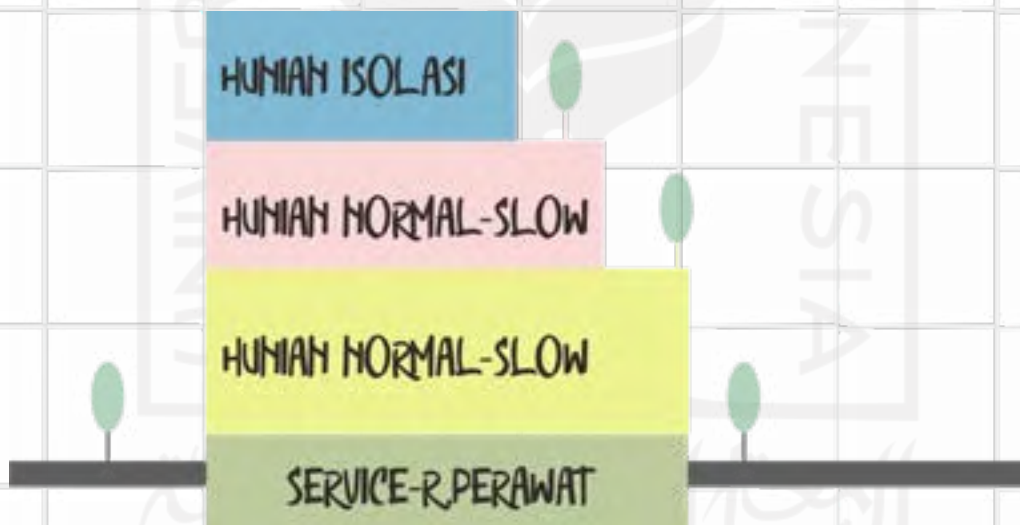 HUNIAN ISOLASI
HUNIAN NORMAL-SLOW
HUNIAN NORMAL-SLOW
SERVICE-R.PERAWAT